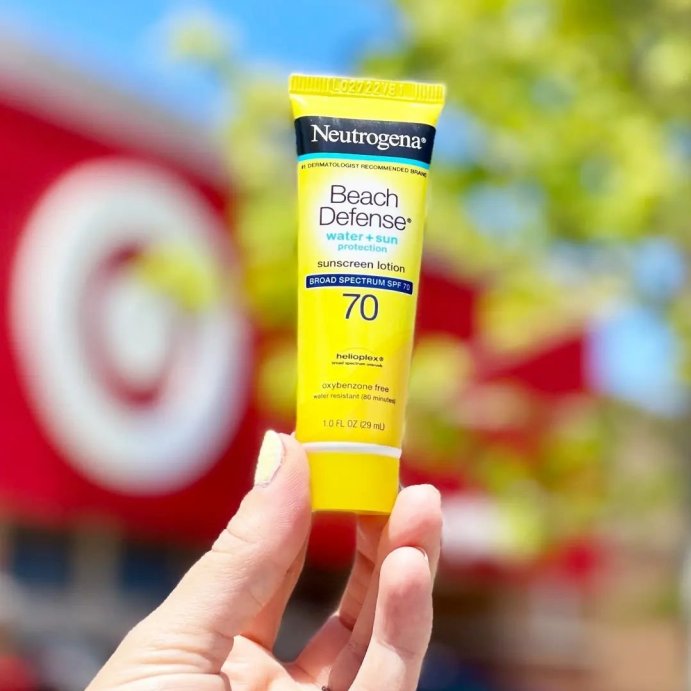 Neutrogena®
#1 DERMATOLOGIST RECOMMENDED BRAND
Beach
Defense®
water + sun
protection
sunscreen lotion
BROAD SPECTRUM SPF 70
70
helioplex®
oxybenzone free
water resistant (80 minutes)
1.0 FL OZ (29 mL)